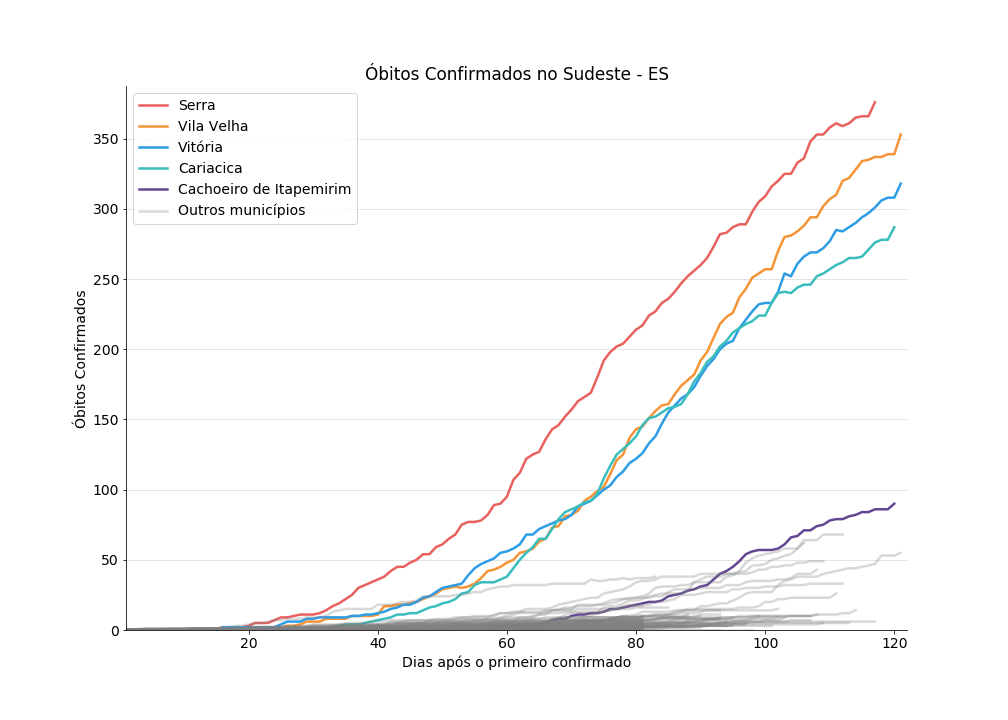 Óbitos Confirmados no Sudeste - ES
Serra
Vila Velha
Vitória
Cariacica
Cachoeiro de Itapemirim
Outros municípios
Óbitos Confirmados
350
300
250
200
150
100
50
0
20 40 60 80 100 120
Dias após o primeiro confirmado